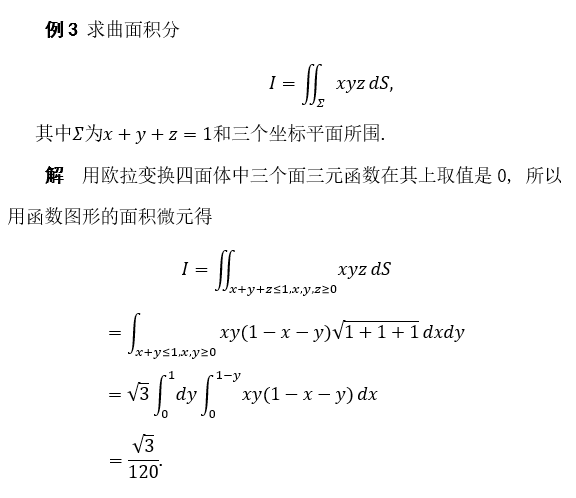 例 3 求曲面积分
I = ∬_Σ xyz dS,
其中Σ为x + y + z = 1和三个坐标平面所围.
解 用欧拉变换四面体中三个面三元函数在其上取值是 0，所以
用函数图形的面积微元得
I = ∬_{x+y+z≤1,x,y,z≥0} xyz dS
= ∫_{x+y≤1,x,y≥0} xy(1 − x − y)√(1 + 1 + 1) dxdy
= √3 ∫_0^1 dy ∫_0^{1−y} xy(1 − x − y) dx
= √3/120.